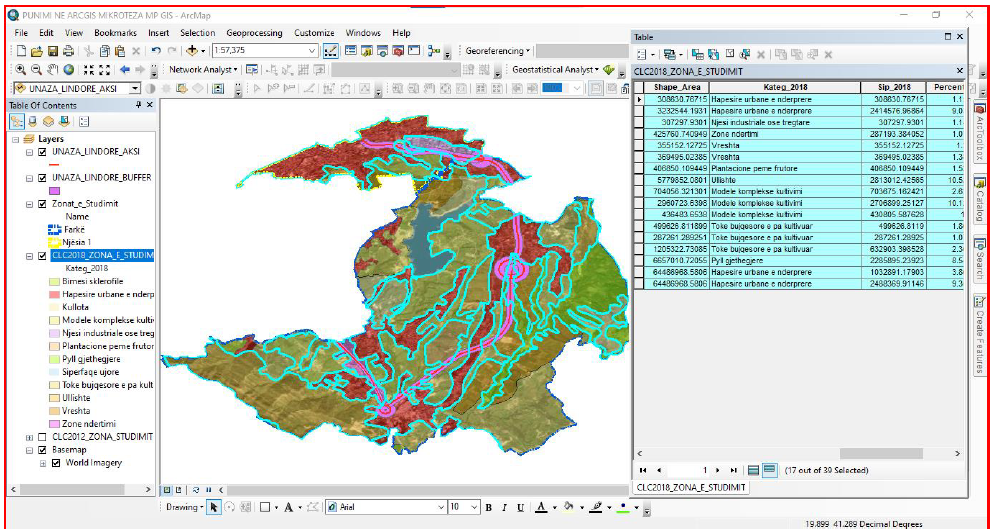 PUNIMI NE ARCGIS MIKROTEZA MP GIS - ArcMap
File Edit View Bookmarks Insert Selection Geoprocessing Customize Windows Help
1:57,375
Georeferencing
Network Analyst
Geostatistical Analyst
UNAZA_LINDORE_AKSI
Table Of Contents
Layers
UNAZA_LINDORE_AKSI
UNAZA_LINDORE_BUFFER
Zonat_e_Studimit
Name
Farkë
Njësia 1
CLC2018_ZONA_E_STUDIM
Kateg_2018
Bimesi sklerofile
Hapesire urbane e nderp
Kullota
Modele komplekse kultivi
Njesi industriale ose treg
Plantacione peme frutor
Pyll gjethegjere
Siperfaqe ujore
Toke bujqesore e pa kult
Ullishte
Vreshta
Zone ndertimi
CLC2012_ZONA_STUDIMIT
Basemap
World Imagery
Table
CLC2018_ZONA_E_STUDIMIT
Shape_Area Kateg_2018 Sip_2018 Percent
308630.76715 Hapesire urbane e nderprere 308630.76715 1.1
3232544.1931 Hapesire urbane e nderprere 2414576.96864 9.0
307297.9301 Njesi industriale ose tregtare 307297.9301 1.1
425760.740949 Zone ndertimi 287193.384052 1.0
355152.12725 Vreshta 355152.12725 1.
369495.02385 Vreshta 369495.02385 1.3
406850.109449 Plantacione peme frutore 406850.109449 1.5
5779852.0801 Ullishte 2813012.42565 10.5
704056.321301 Modele komplekse kultivimi 703675.162421 2.6
2960723.6398 Modele komplekse kultivimi 2706899.25127 10.1
436483.6538 Modele komplekse kultivimi 430805.587628 1
499626.811899 Toke bujqesore e pa kultivuar 499626.8119 1.8
287261.289251 Toke bujqesore e pa kultivuar 287261.28925 1.0
1205322.73085 Toke bujqesore e pa kultivuar 632903.398528 2.3
6657010.72055 Pyll gjethegjere 2285895.23923 8.5
64486968.5806 Hapesire urbane e nderprere 1032891.17903 3.8
64486968.5806 Hapesire urbane e nderprere 2488369.91146 9.3
1
(17 out of 39 Selected)
CLC2018_ZONA_E_STUDIMIT
ArcToolbox
Catalog
Search
Create Features
Drawing
Arial
10
B I U A
19.899 41.289 Decimal Degrees